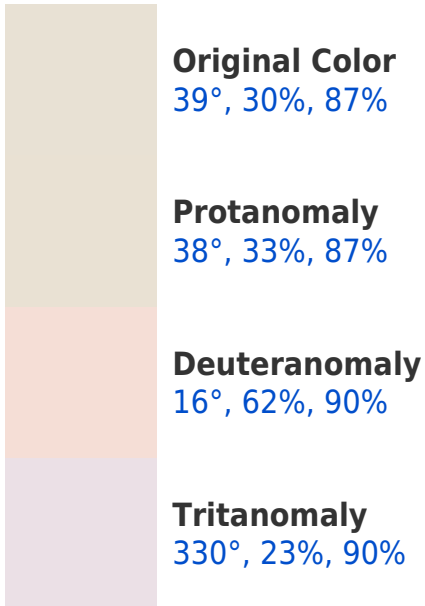 Original Color
39°, 30%, 87%
Protanomaly
38°, 33%, 87%
Deuteranomaly
16°, 62%, 90%
Tritanomaly
330°, 23%, 90%